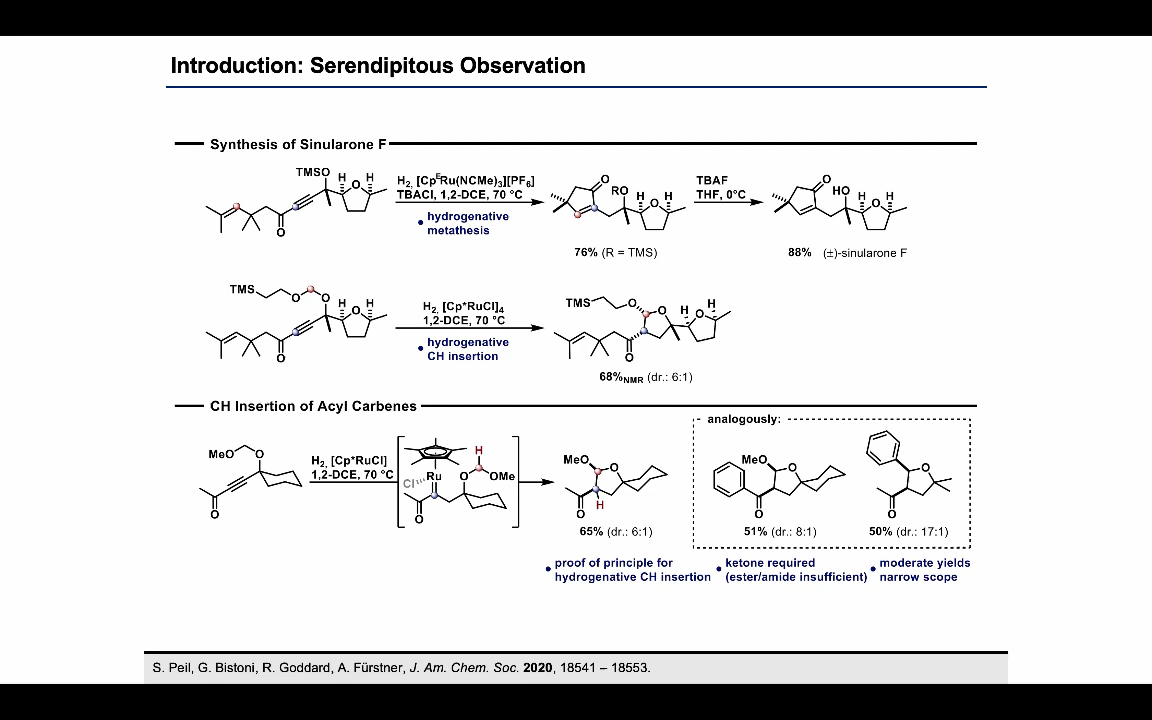 Introduction: Serendipitous Observation
Synthesis of Sinularone F
TMSO H H
O
O
H₂, [CpᴱRu(NCMe)₃][PF₆]
TBACl, 1,2-DCE, 70 °C
• hydrogenative
metathesis
O
RO H H
O
76% (R = TMS)
TBAF
THF, 0°C
O
HO H H
O
88% (±)-sinularone F
TMS
O O
H H
O
O
H₂, [Cp*RuCl]₄
1,2-DCE, 70 °C
• hydrogenative
CH insertion
TMS O O
H H
O
O
68%NMR (dr.: 6:1)
CH Insertion of Acyl Carbenes
MeO O
O
H₂, [Cp*RuCl]
1,2-DCE, 70 °C
H
Cl Ru O OMe
O
MeO O
O H
65% (dr.: 6:1)
analogously:
MeO O
O
51% (dr.: 8:1)
O
O
50% (dr.: 17:1)
• proof of principle for
hydrogenative CH insertion
• ketone required
(ester/amide insufficient)
• moderate yields
narrow scope
S. Peil, G. Bistoni, R. Goddard, A. Fürstner, J. Am. Chem. Soc. 2020, 18541 – 18553.